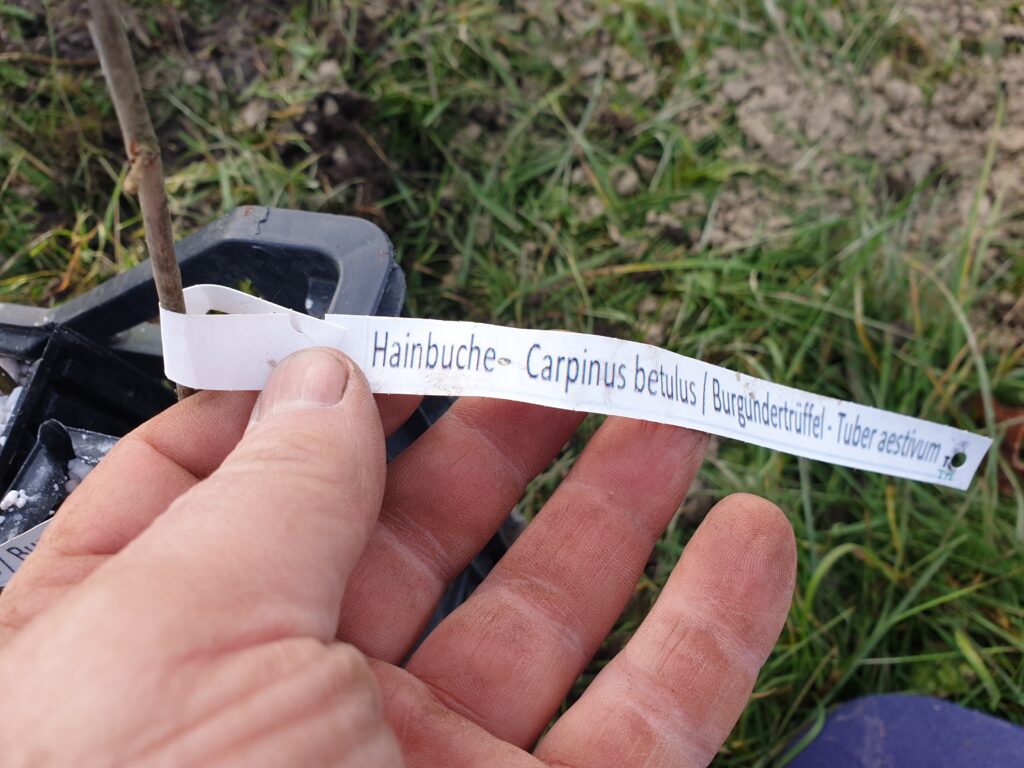 Hainbuche - Carpinus betulus / Burgundertrüffel - Tuber aestivum